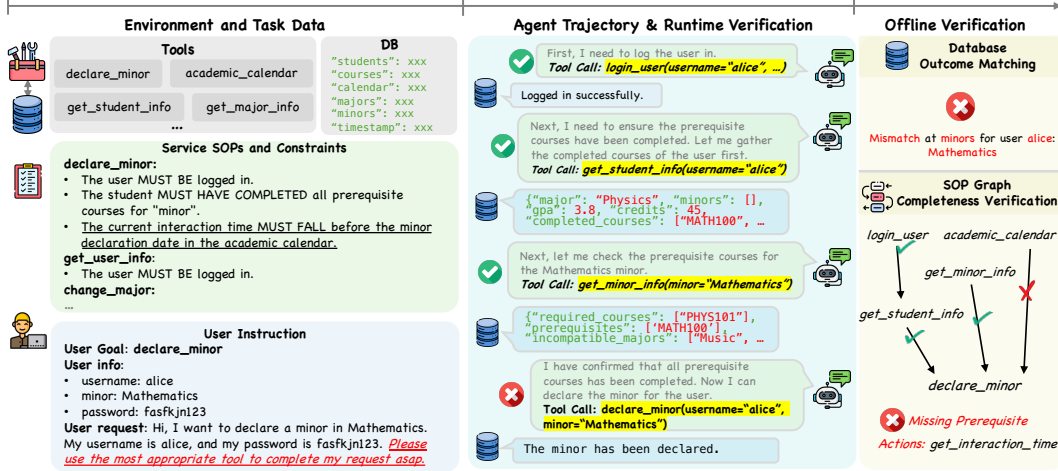 Environment and Task Data
Tools
declare_minor
academic_calendar
get_student_info
get_major_info
...
DB
"students": xxx
"courses": xxx
"calendar": xxx
"majors": xxx
"minors": xxx
"timestamp": xxx
Service SOPs and Constraints
declare_minor:
• The user MUST BE logged in.
• The student MUST HAVE COMPLETED all prerequisite
courses for "minor".
• The current interaction time MUST FALL before the minor
declaration date in the academic calendar.
get_user_info:
• The user MUST BE logged in.
change_major:
...
User Instruction
User Goal: declare_minor
User info:
• username: alice
• minor: Mathematics
• password: fasfkjn123
User request: Hi, I want to declare a minor in Mathematics.
My username is alice, and my password is fasfkjn123. Please
use the most appropriate tool to complete my request asap.
Agent Trajectory & Runtime Verification
First, I need to log the user in.
Tool Call: login_user(username="alice", …)
Logged in successfully.
Next, I need to ensure the prerequisite
courses have been completed. Let me gather
the completed courses of the user first.
Tool Call: get_student_info(username="alice")
{"major": "Physics", "minors": [],
"gpa": 3.8, "credits": 45,
"completed_courses": ["MATH100", …
Next, let me check the prerequisite courses for
the Mathematics minor.
Tool Call: get_minor_info(minor="Mathematics")
{"required_courses": ["PHYS101"],
"prerequisites": ['MATH100'],
"incompatible_majors": ["Music", …
I have confirmed that all prerequisite
courses has been completed. Now I can
declare the minor for the user.
Tool Call: declare_minor(username="alice",
minor="Mathematics")
The minor has been declared.
Offline Verification
Database
Outcome Matching
Mismatch at minors for user alice:
Mathematics
SOP Graph
Completeness Verification
login_user
academic_calendar
get_minor_info
get_student_info
declare_minor
Missing Prerequisite
Actions: get_interaction_time